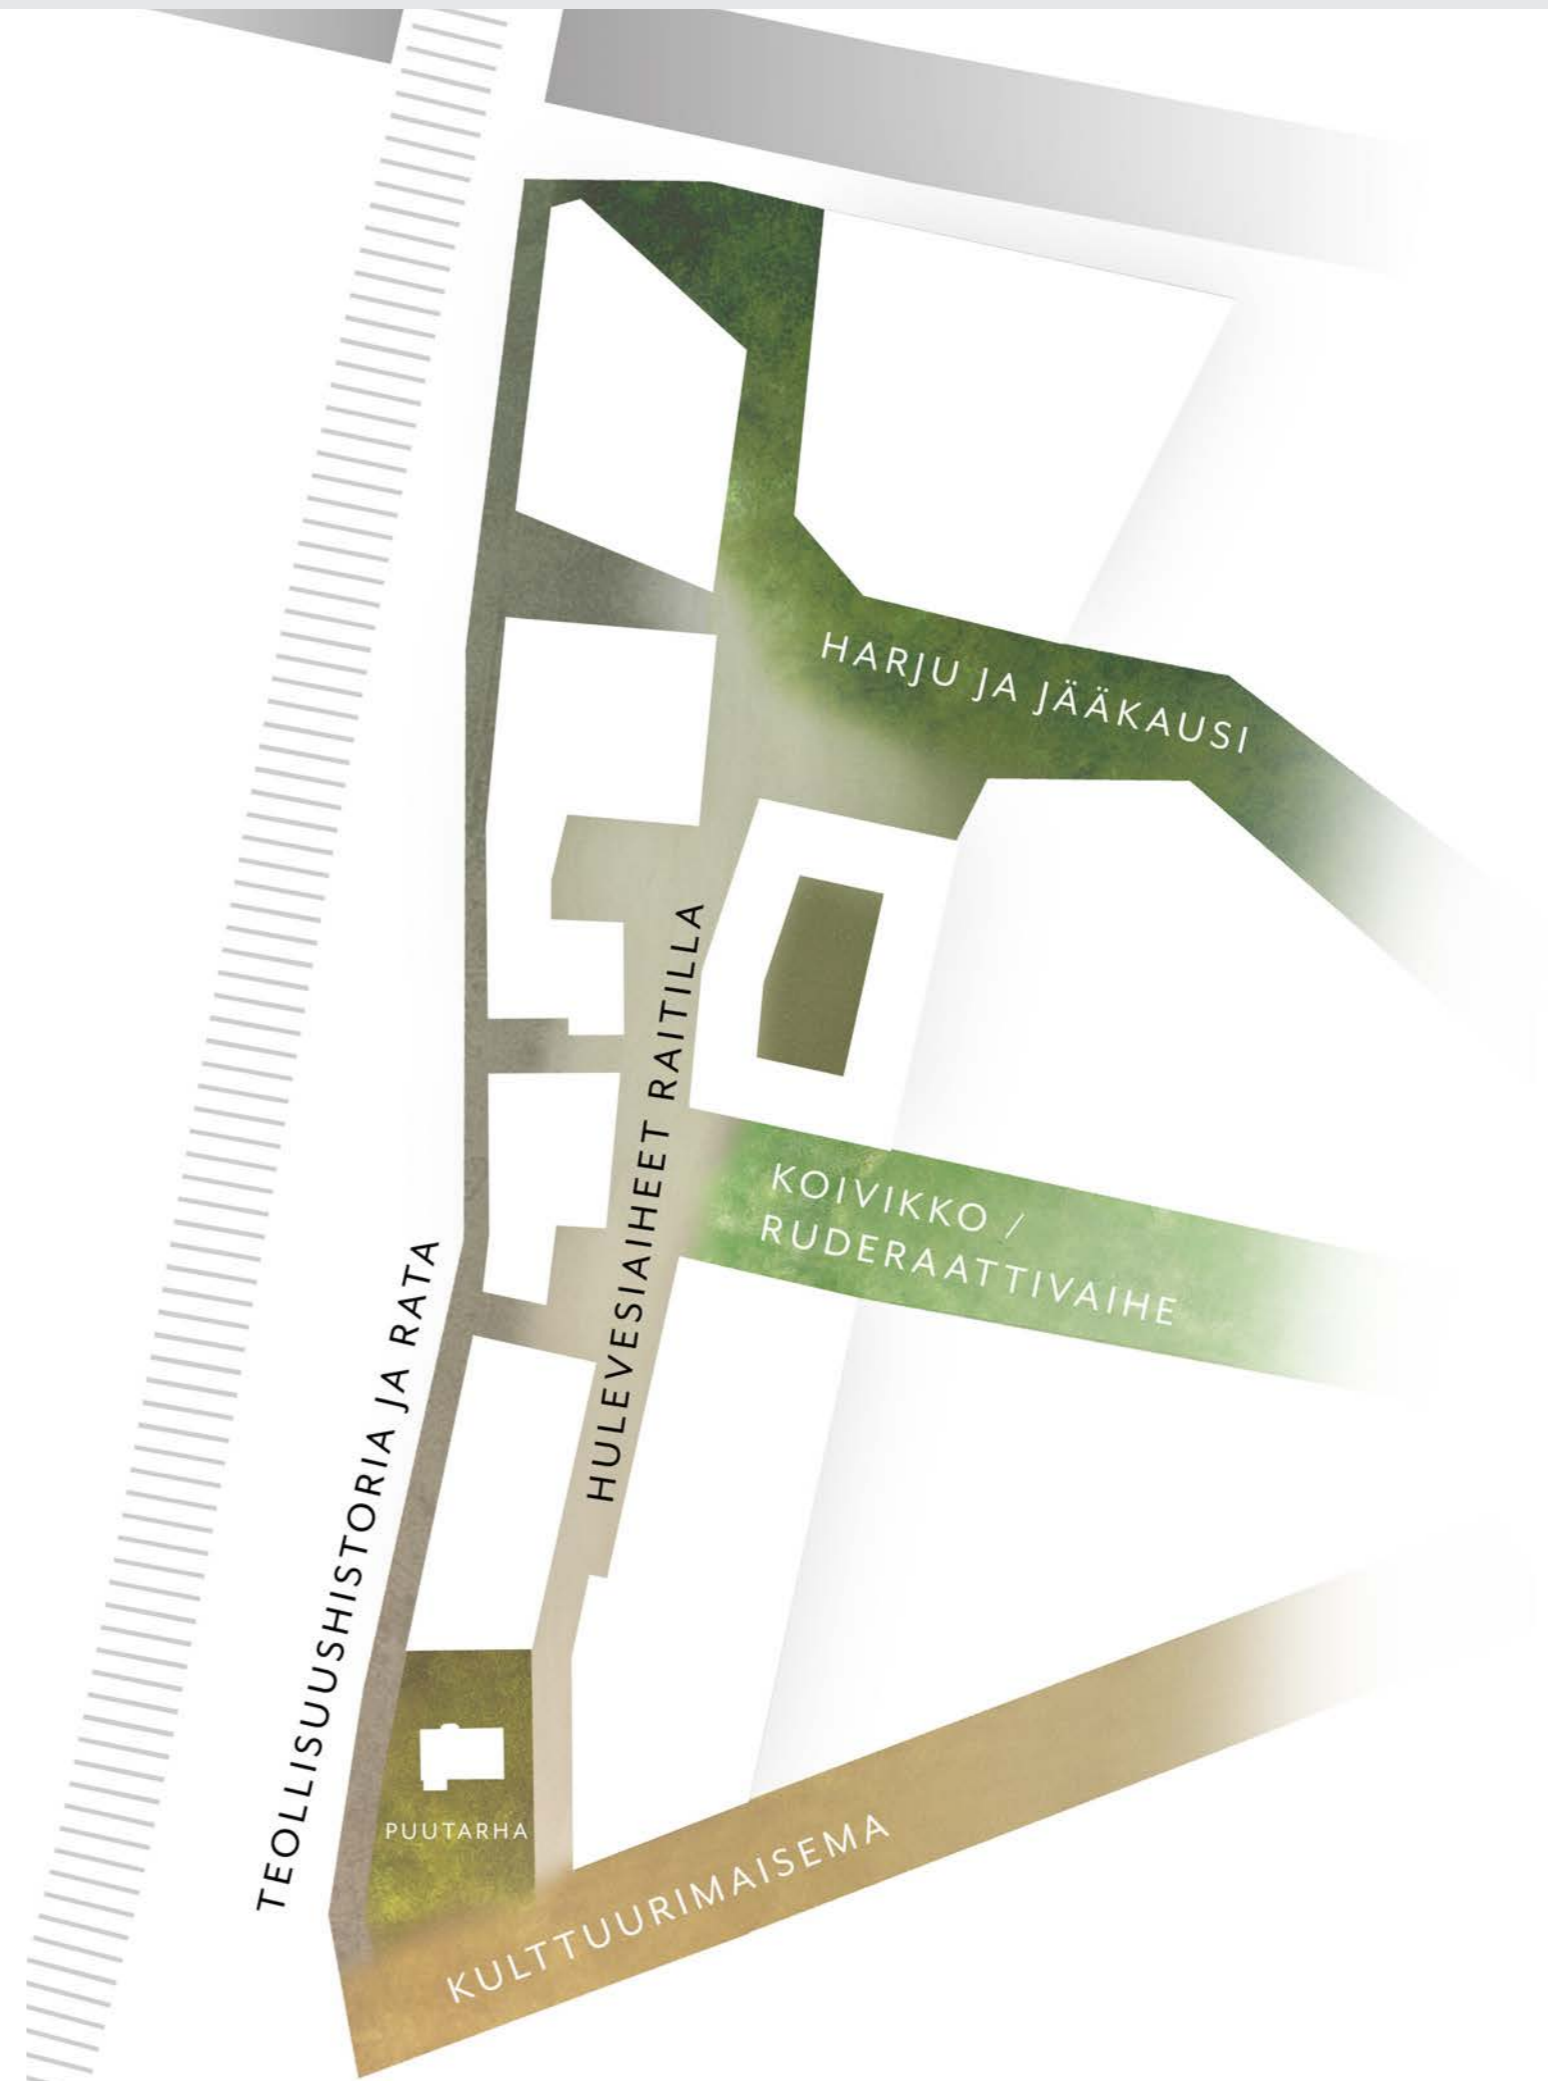 HARJU JA JÄÄKAUSI
HULEVESIAIHEET RAITILLA
KOIVIKKO /
RUDERAATTIVAIHE
TEOLLISUUSHISTORIA JA RATA
PUUTARHA
KULTTUURIMAISEMA